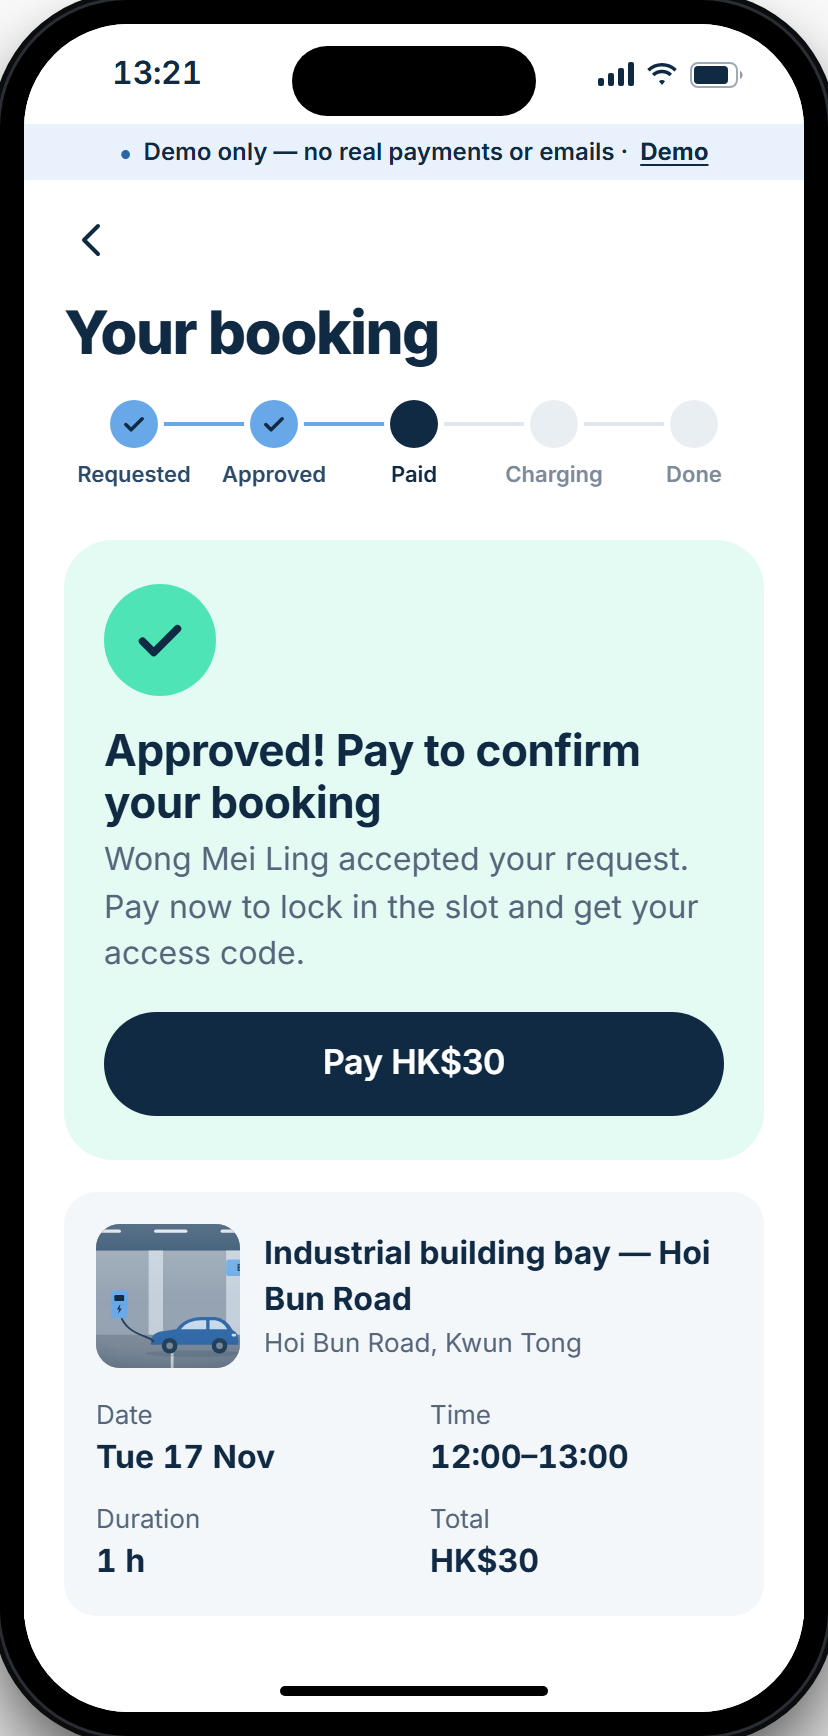 13:21
Demo only — no real payments or emails · Demo
Your booking
Requested Approved Paid Charging Done
Approved! Pay to confirm
your booking
Wong Mei Ling accepted your request.
Pay now to lock in the slot and get your
access code.
Pay HK$30
Industrial building bay — Hoi
Bun Road
Hoi Bun Road, Kwun Tong
Date Time
Tue 17 Nov 12:00–13:00
Duration Total
1 h HK$30